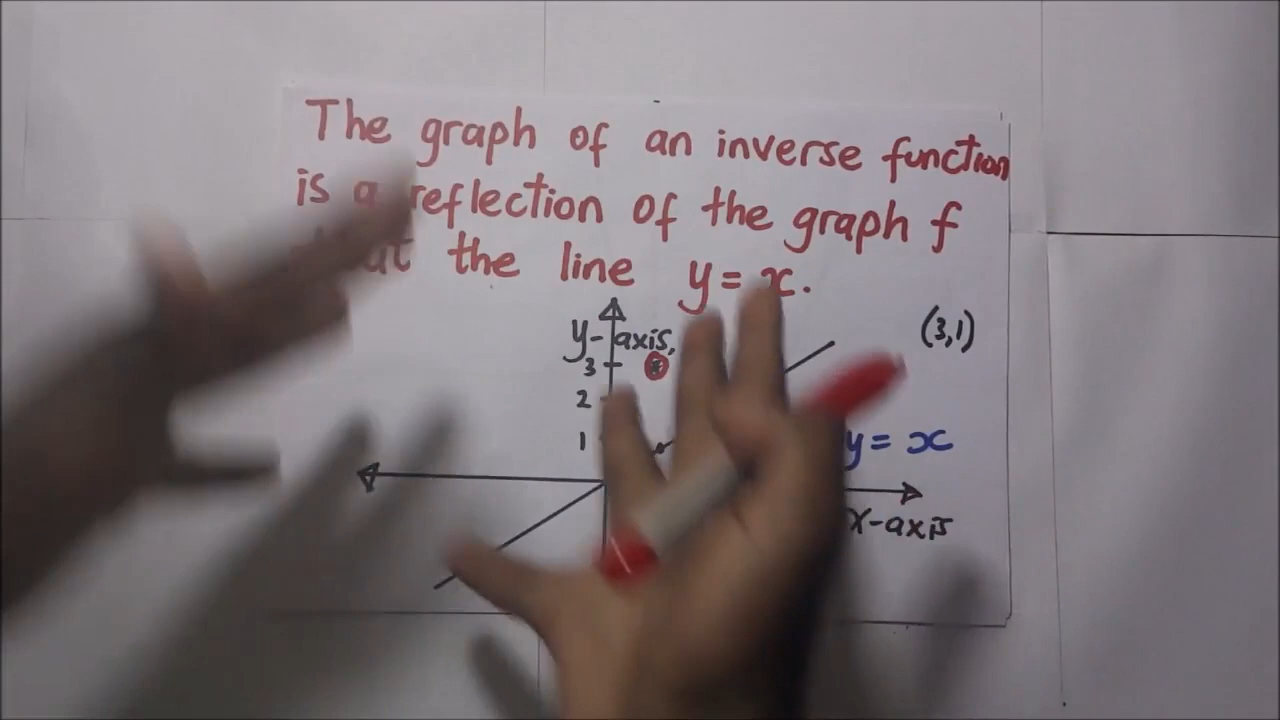 The graph of an inverse function
is a reflection of the graph f
the line y = x.
y-axis
3
(3,1)
2
1
y = x
x-axis